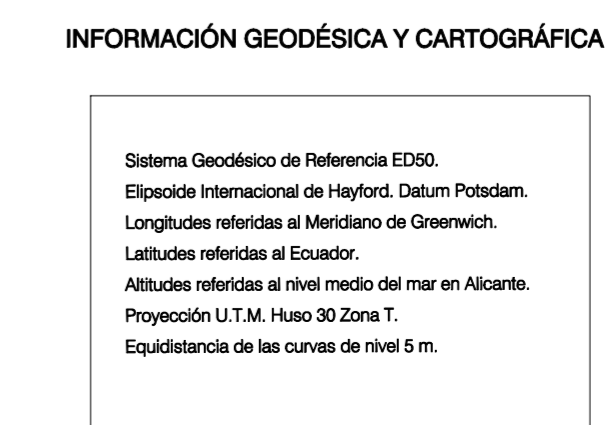 INFORMACIÓN GEODÉSICA Y CARTOGRÁFICA
Sistema Geodésico de Referencia ED50.
Elipsoide Internacional de Hayford. Datum Potsdam.
Longitudes referidas al Meridiano de Greenwich.
Latitudes referidas al Ecuador.
Altitudes referidas al nivel medio del mar en Alicante.
Proyección U.T.M. Huso 30 Zona T.
Equidistancia de las curvas de nivel 5 m.